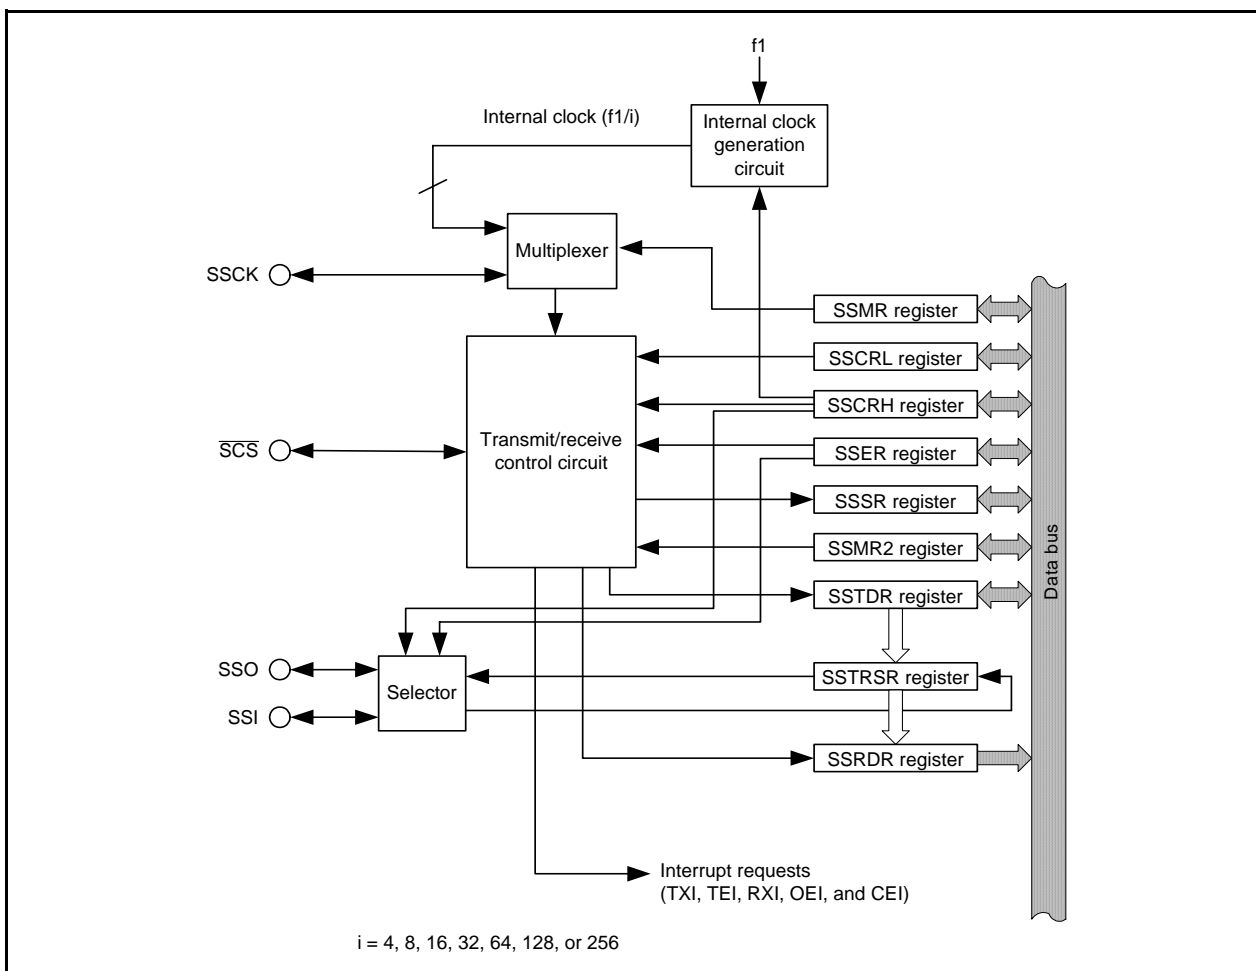 f1
Internal clock (f1/i)
Internal clock
generation
circuit
Multiplexer
SSCK
SSMR register
SSCRL register
SSCRH register
SCS
Transmit/receive
control circuit
SSER register
SSSR register
SSMR2 register
Data bus
SSTDR register
SSO
SSTRSR register
Selector
SSI
SSRDR register
Interrupt requests
(TXI, TEI, RXI, OEI, and CEI)
i = 4, 8, 16, 32, 64, 128, or 256